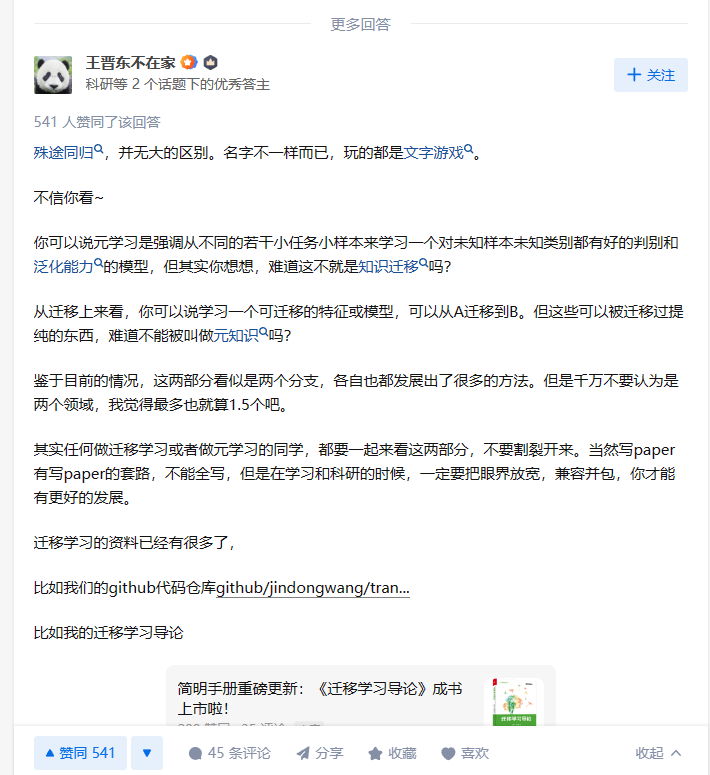 更多回答
王晋东不在家
科研等 2 个话题下的优秀答主
+ 关注
541 人赞同了该回答
殊途同归，并无大的区别。名字不一样而已，玩的都是文字游戏。
不信你看~
你可以说元学习是强调从不同的若干小任务小样本来学习一个对未知样本未知类别都有好的判别和
泛化能力的模型，但其实你想想，难道这不就是知识迁移吗？
从迁移上来看，你可以说学习一个可迁移的特征或模型，可以从A迁移到B。但这些可以被迁移过提
纯的东西，难道不能被叫做元知识吗？
鉴于目前的情况，这两部分看似是两个分支，各自也都发展出了很多的方法。但是千万不要认为是
两个领域，我觉得最多也就算1.5个吧。
其实任何做迁移学习或者做元学习的同学，都要一起来看这两部分，不要割裂开来。当然写paper
有写paper的套路，不能全写，但是在学习和科研的时候，一定要把眼界放宽，兼容并包，你才能
有更好的发展。
迁移学习的资料已经有很多了，
比如我们的github代码仓库github/jindongwang/tran...
比如我的迁移学习导论
简明手册重磅更新：《迁移学习导论》成书
上市啦！
迁移学习导论
赞同 541
45 条评论
分享
收藏
喜欢
收起